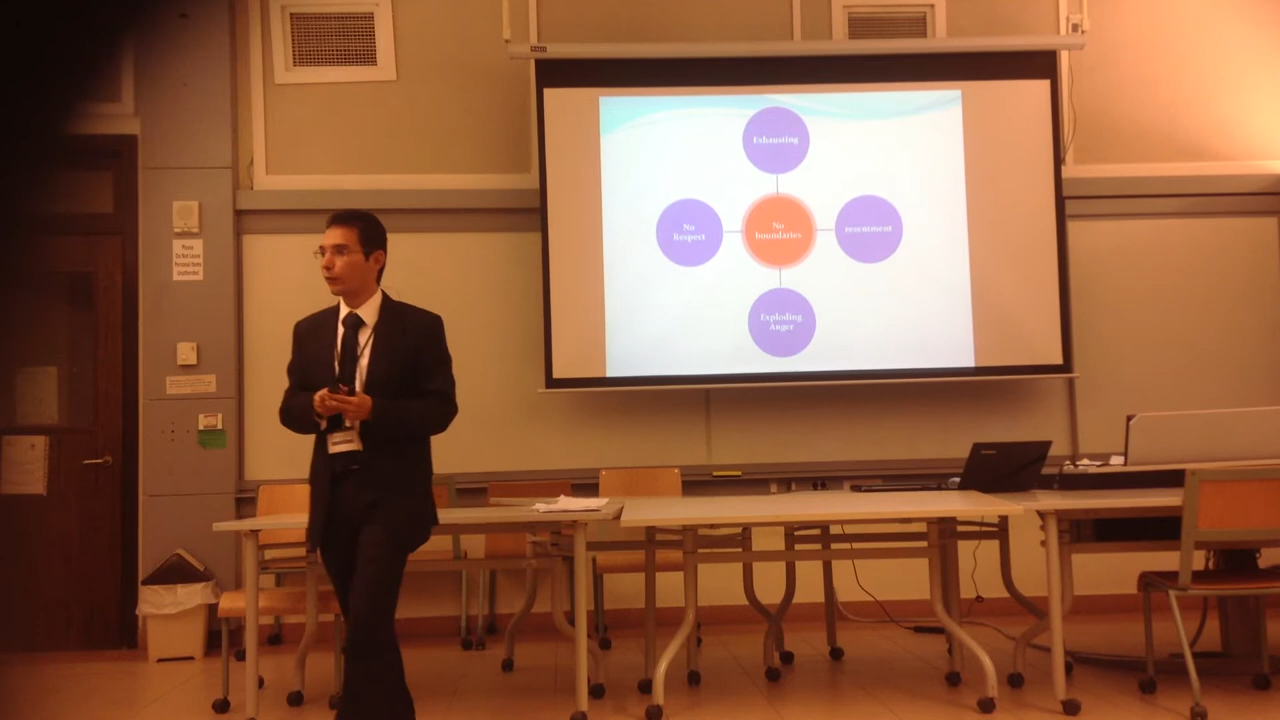 Exhausting
No
Respect
No
boundaries
resentment
Exploding
Anger
Please
Do Not Leave
Personal Items
Unattended